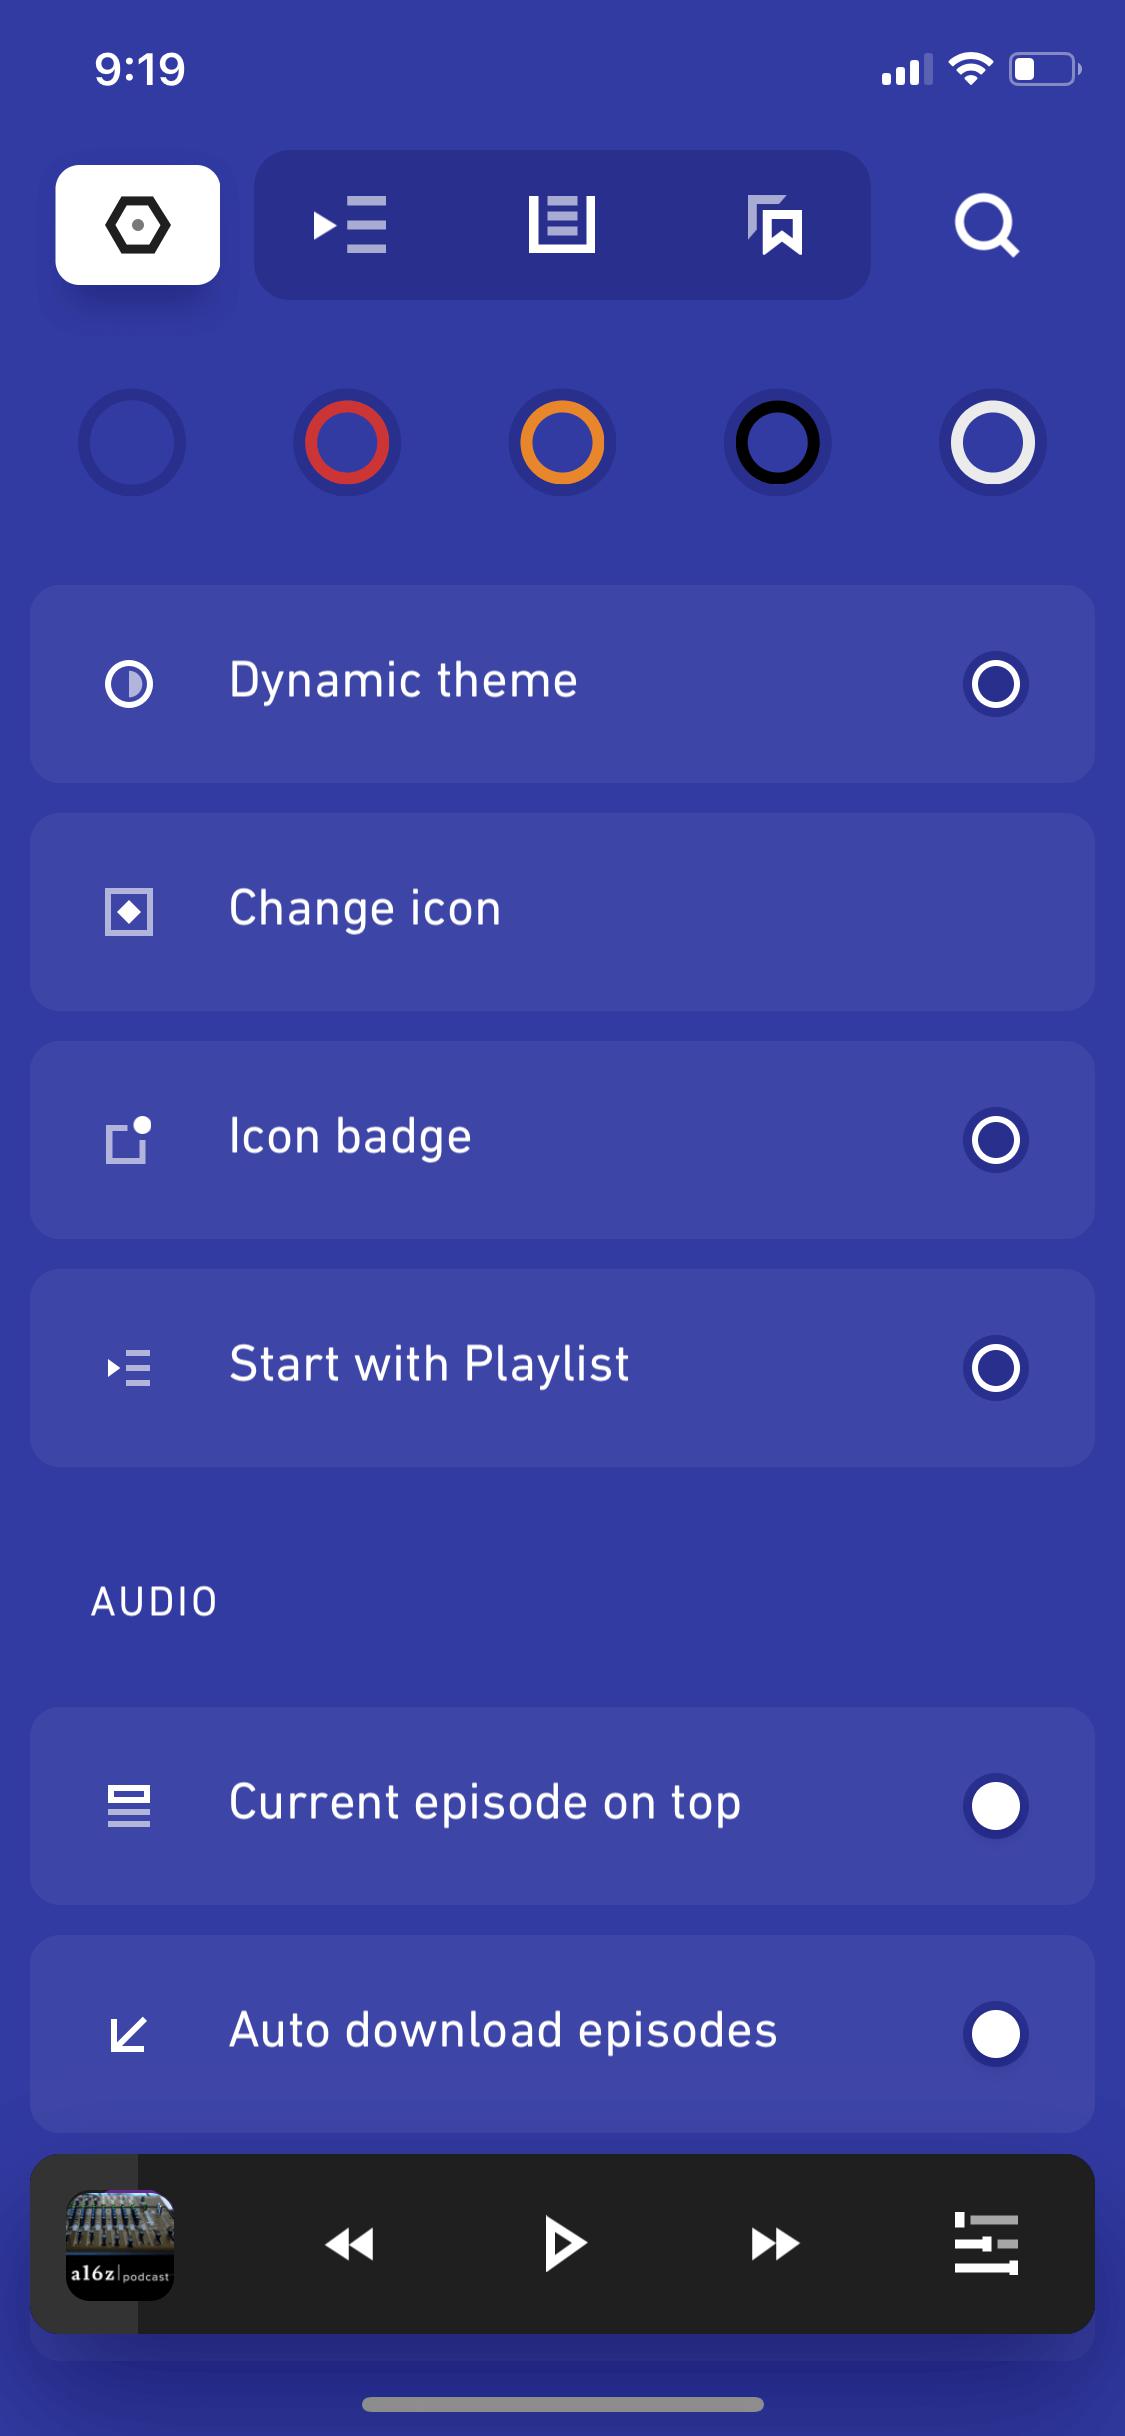 9:19
Dynamic theme
Change icon
Icon badge
Start with Playlist
AUDIO
Current episode on top
Auto download episodes
a16z|podcast